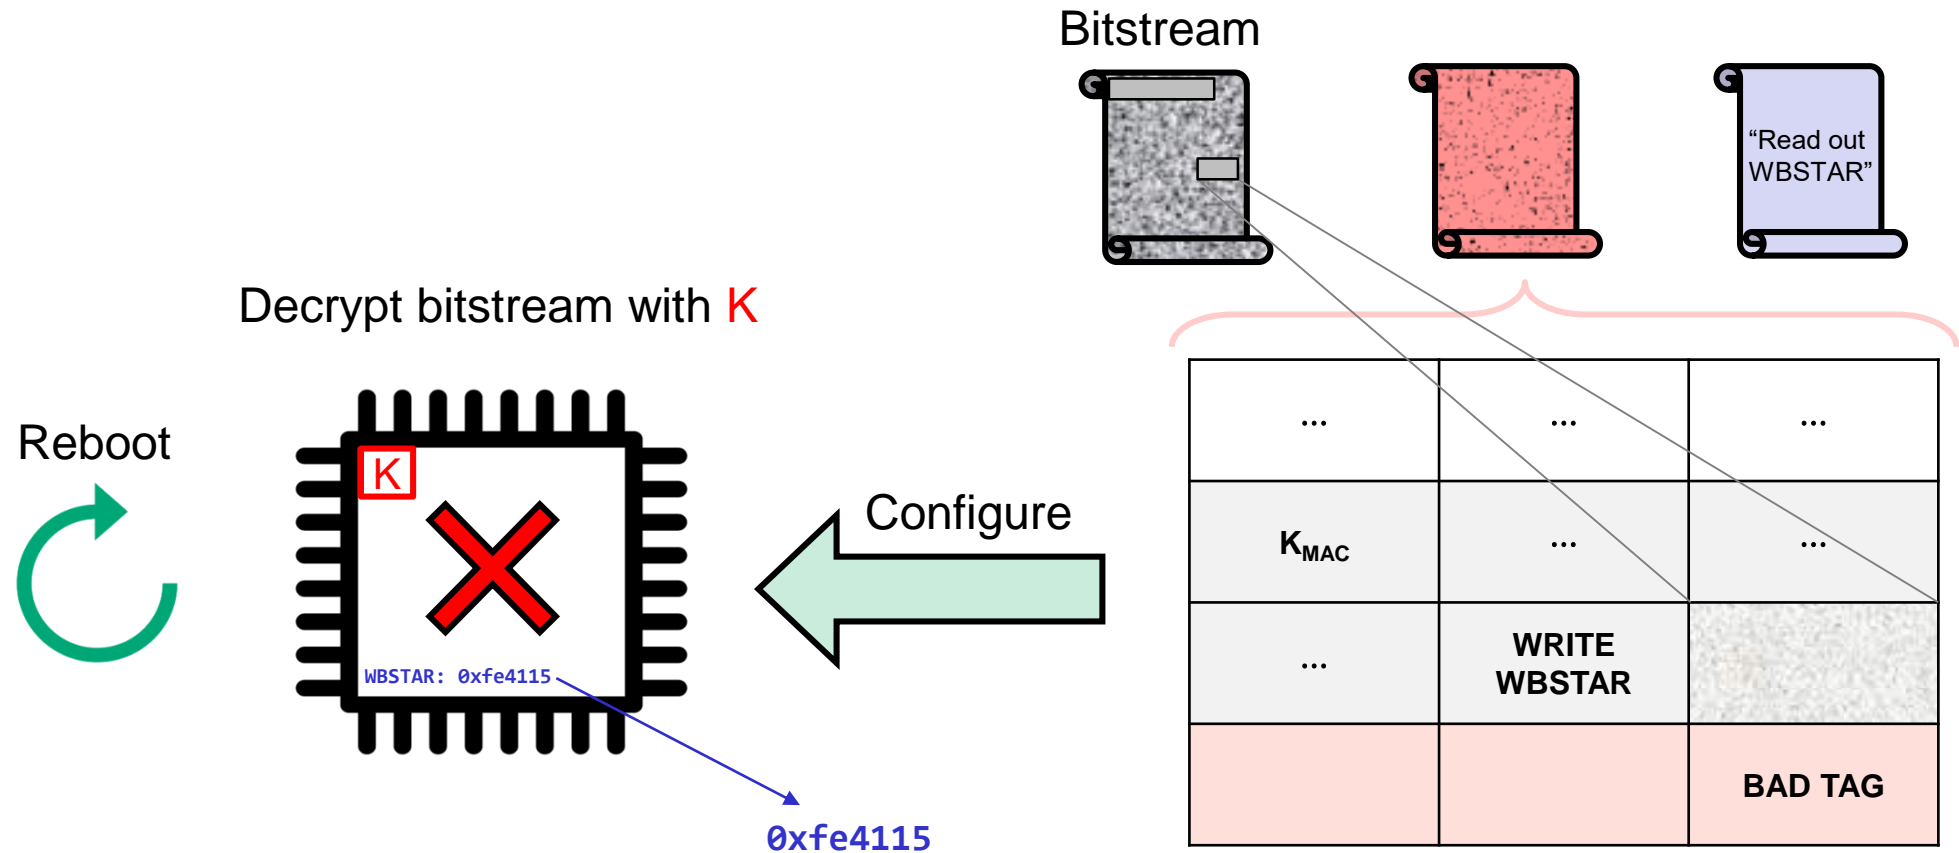 Bitstream
“Read out
WBSTAR”
Decrypt bitstream with K
Reboot
K
WBSTAR: 0xfe4115
0xfe4115
Configure
... ... ...
KMAC ... ...
... WRITE
WBSTAR
BAD TAG